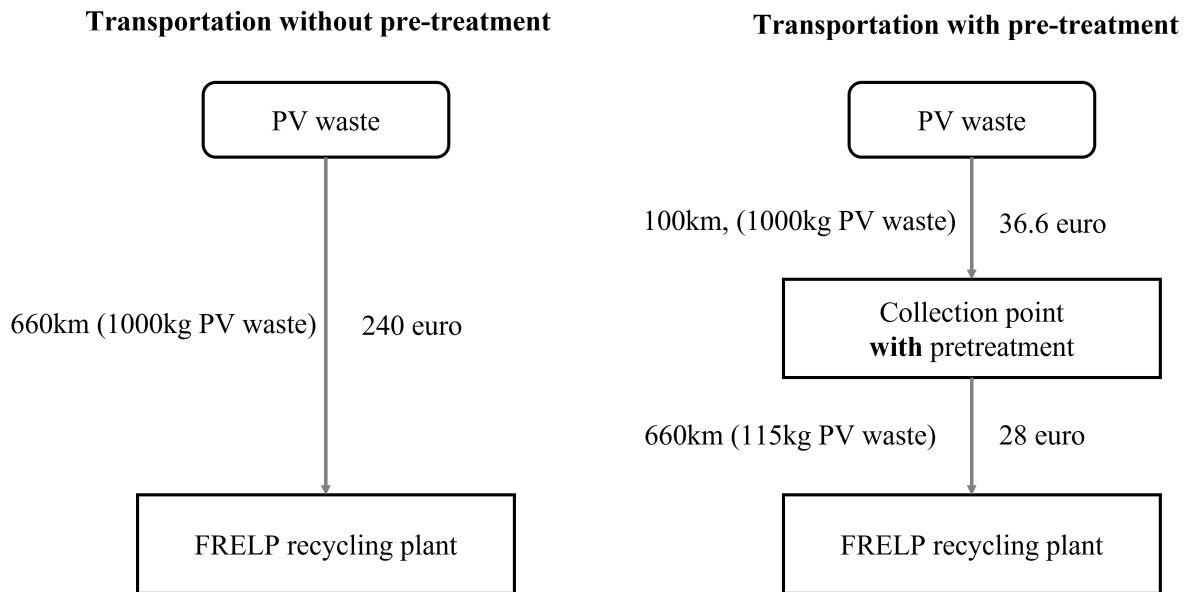 Transportation without pre-treatment
PV waste
660km (1000kg PV waste)
240 euro
FRELP recycling plant
Transportation with pre-treatment
PV waste
100km, (1000kg PV waste)
36.6 euro
Collection point
with pretreatment
660km (115kg PV waste)
28 euro
FRELP recycling plant